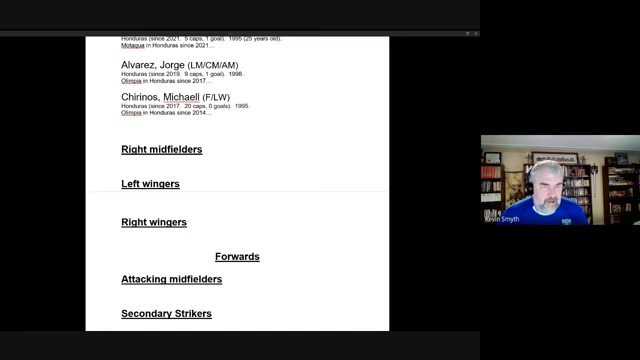 Honduras (since 2021. 5 caps, 1 goal). 1995 (25 years old).
Motagua in Honduras since 2021…
Alvarez, Jorge (LM/CM/AM)
Honduras (since 2019. 9 caps, 1 goal). 1998.
Olimpia in Honduras since 2017…
Chirinos, Michaell (F/LW)
Honduras (since 2017. 20 caps, 0 goals). 1995.
Olimpia in Honduras since 2014…
Right midfielders
Left wingers
Right wingers
Forwards
Attacking midfielders
Secondary Strikers
Kevin Smyth